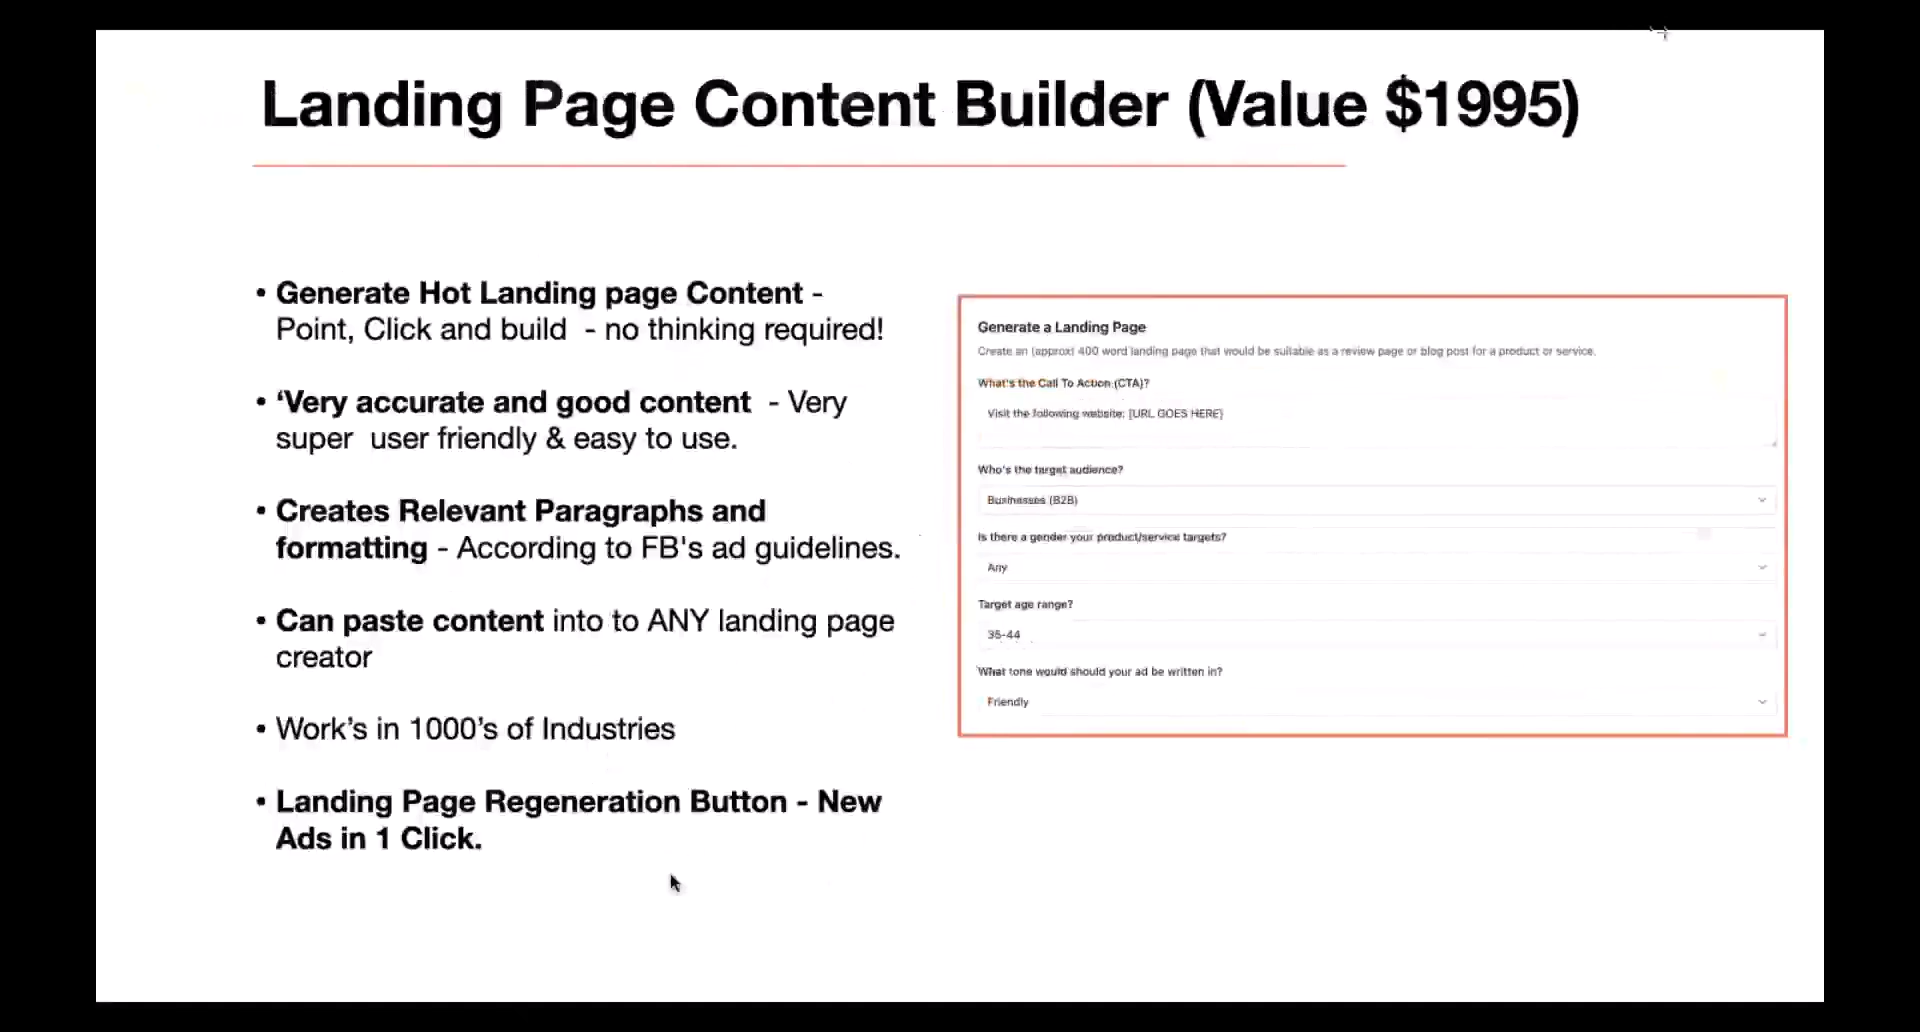 Landing Page Content Builder (Value $1995)
• Generate Hot Landing page Content -
Point, Click and build - no thinking required!
• ‘Very accurate and good content - Very
super user friendly & easy to use.
• Creates Relevant Paragraphs and
formatting - According to FB's ad guidelines.
• Can paste content into to ANY landing page
creator
• Work’s in 1000’s of Industries
• Landing Page Regeneration Button - New
Ads in 1 Click.
Generate a Landing Page
Create an (approx) 400 word landing page that would be suitable as a review page or blog post for a product or service.
What's the Call To Action (CTA)?
Visit the following website: [URL GOES HERE]
Who's the target audience?
Businesses (B2B)
Is there a gender your product/service targets?
Any
Target age range?
35-44
What tone would should your ad be written in?
Friendly